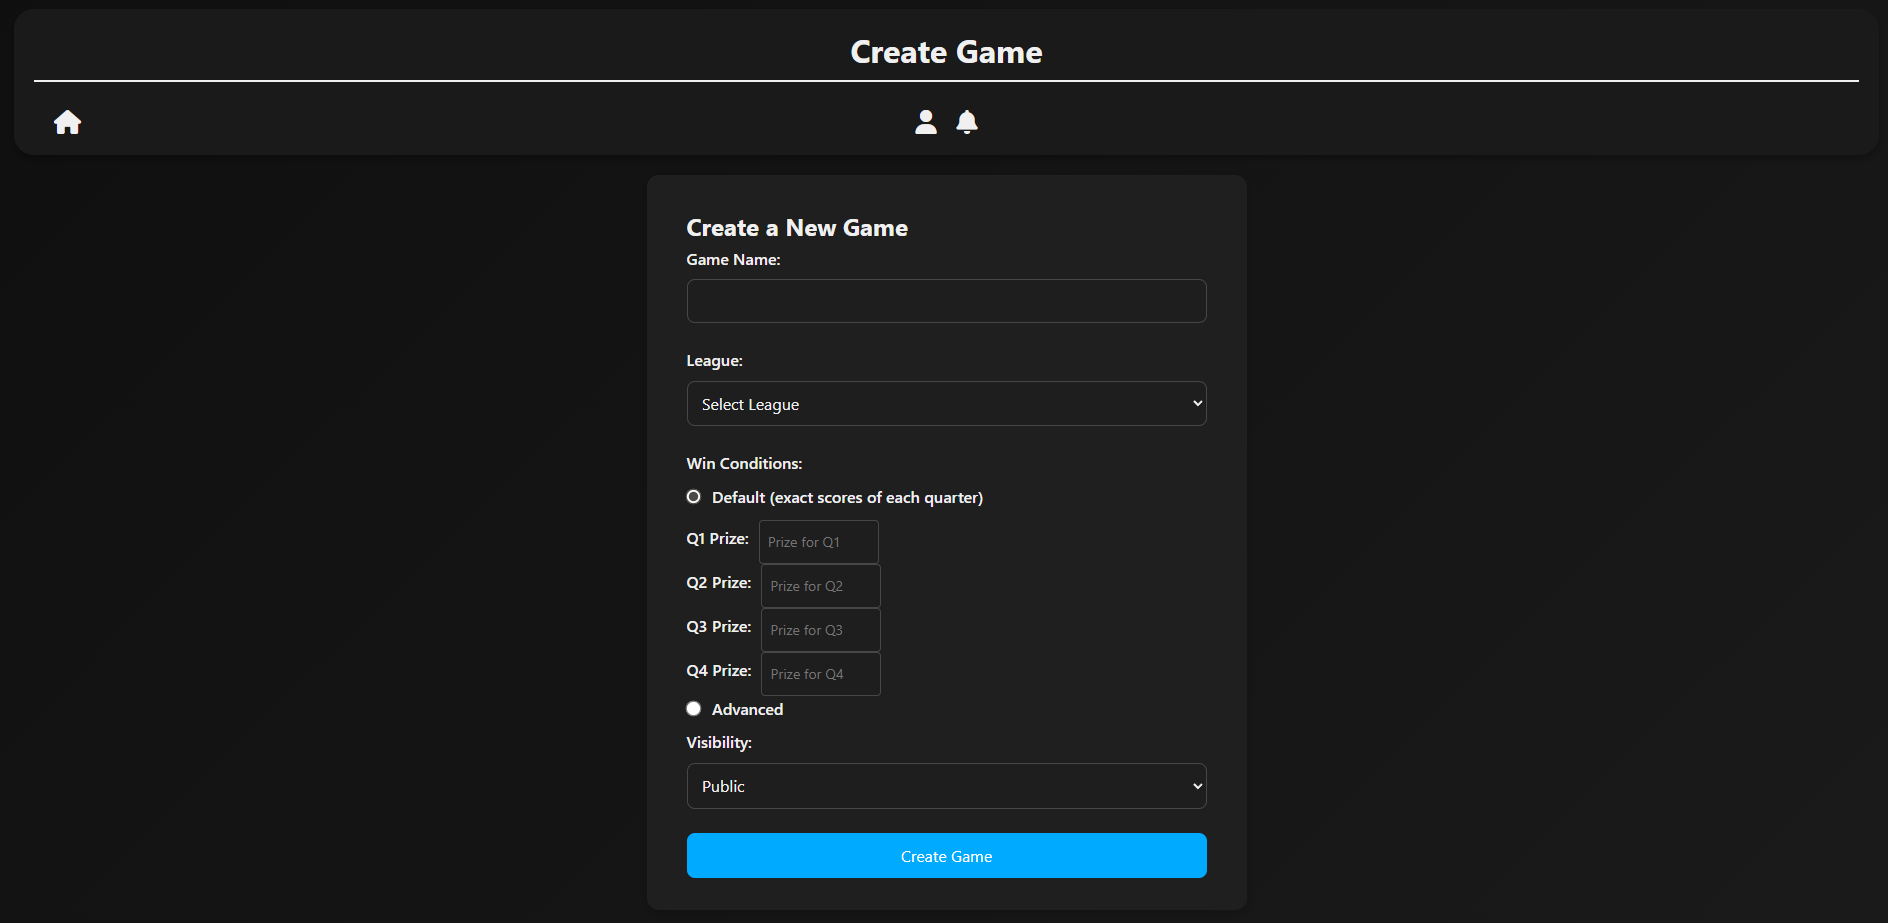 Create Game
Create a New Game
Game Name:
League:
Select League
Win Conditions:
Default (exact scores of each quarter)
Q1 Prize: Prize for Q1
Q2 Prize: Prize for Q2
Q3 Prize: Prize for Q3
Q4 Prize: Prize for Q4
Advanced
Visibility:
Public
Create Game